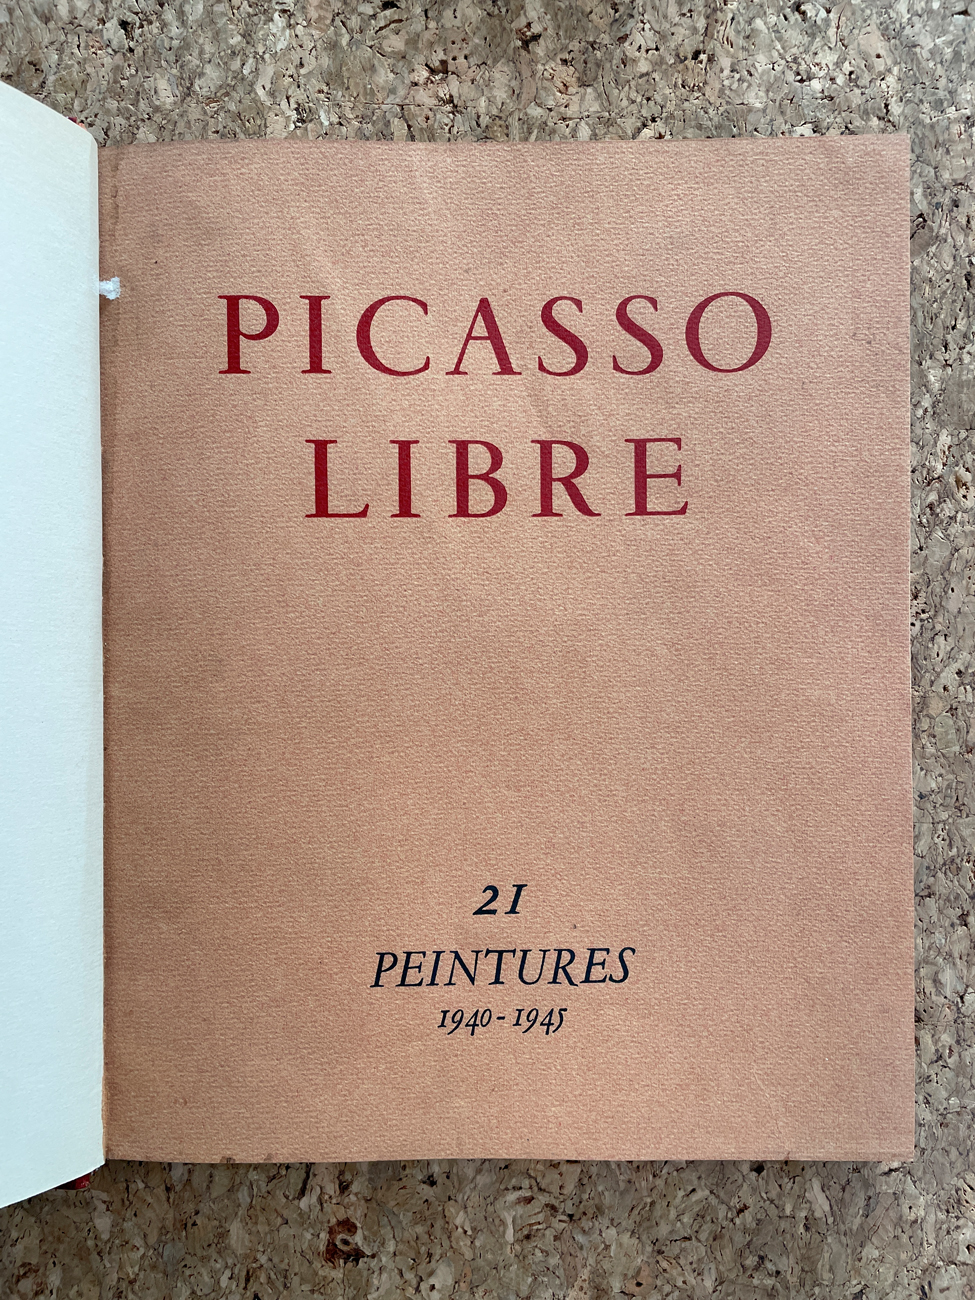 PICASSO
LIBRE
21
PEINTURES
1940-1945